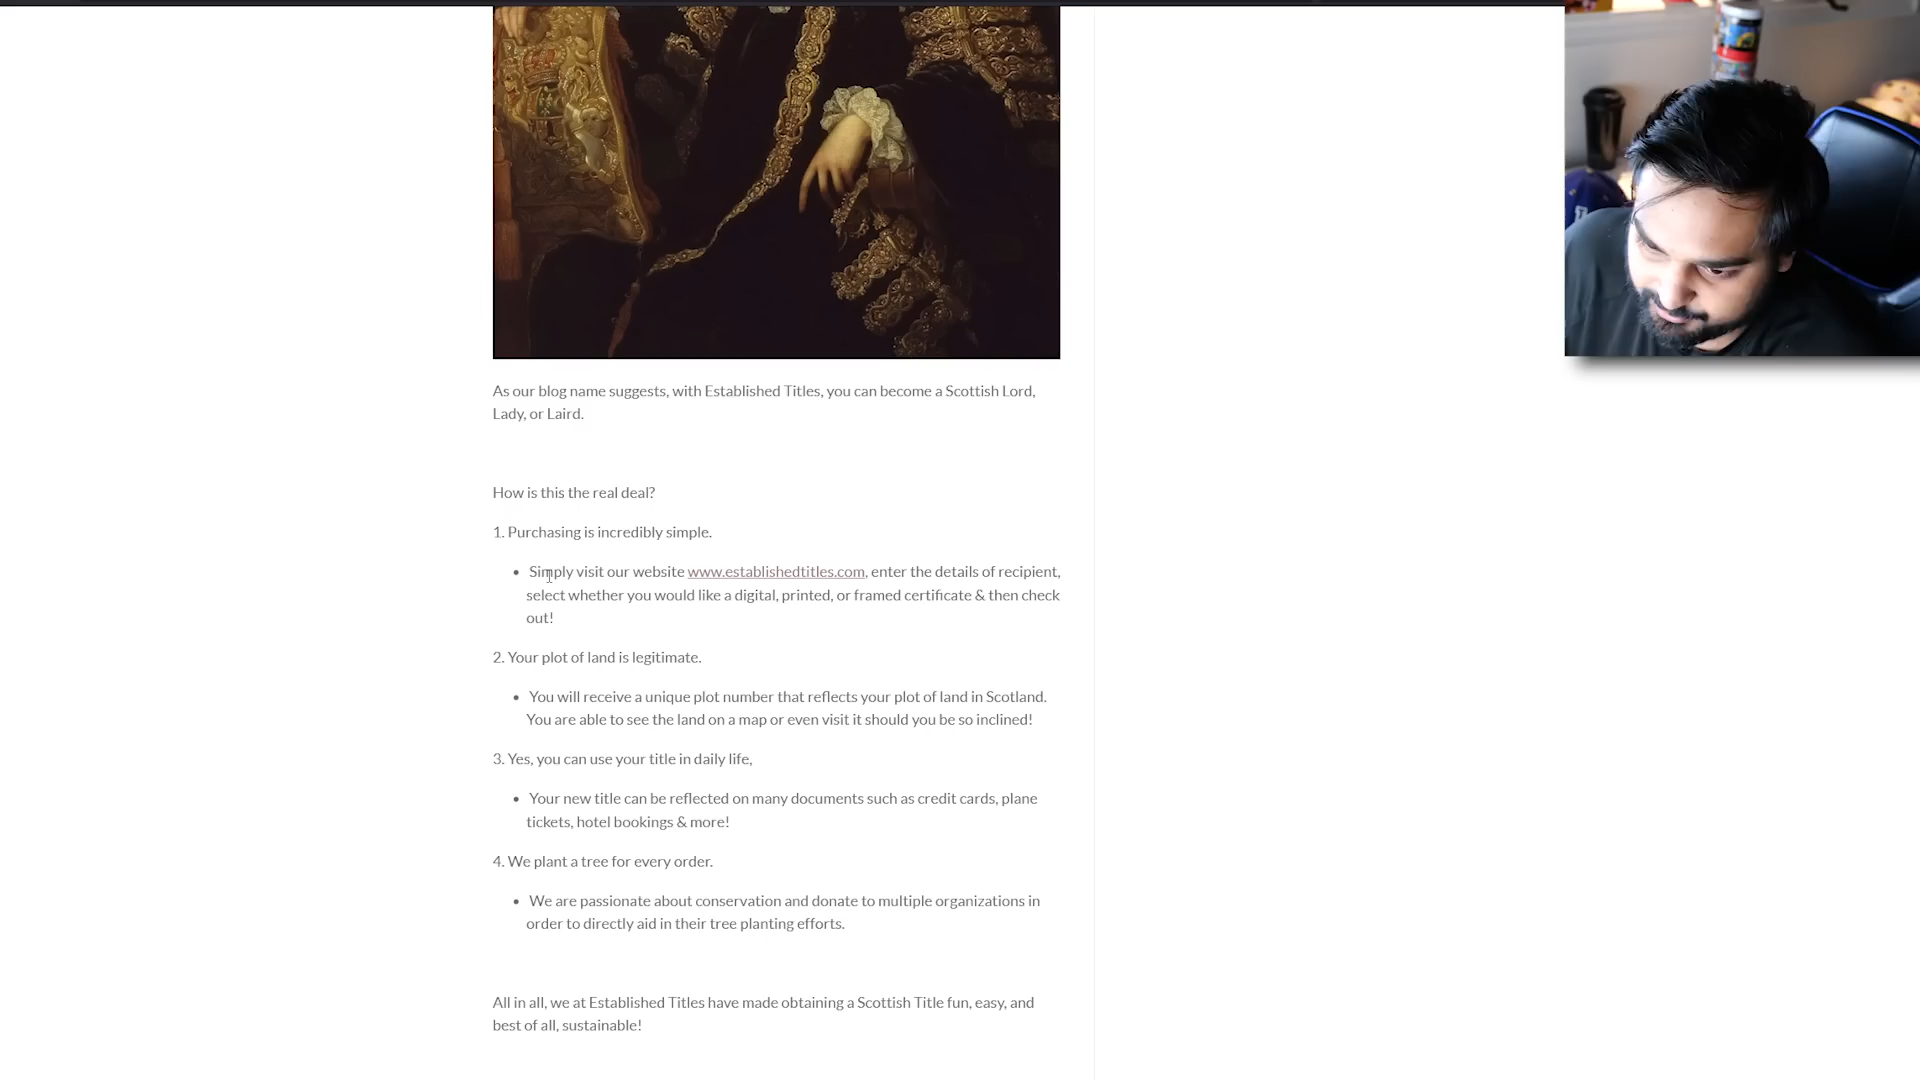 As our blog name suggests, with Established Titles, you can become a Scottish Lord,
Lady, or Laird.
How is this the real deal?
1. Purchasing is incredibly simple.
• Simply visit our website www.establishedtitles.com, enter the details of recipient,
select whether you would like a digital, printed, or framed certificate & then check
out!
2. Your plot of land is legitimate.
• You will receive a unique plot number that reflects your plot of land in Scotland.
You are able to see the land on a map or even visit it should you be so inclined!
3. Yes, you can use your title in daily life,
• Your new title can be reflected on many documents such as credit cards, plane
tickets, hotel bookings & more!
4. We plant a tree for every order.
• We are passionate about conservation and donate to multiple organizations in
order to directly aid in their tree planting efforts.
All in all, we at Established Titles have made obtaining a Scottish Title fun, easy, and
best of all, sustainable!